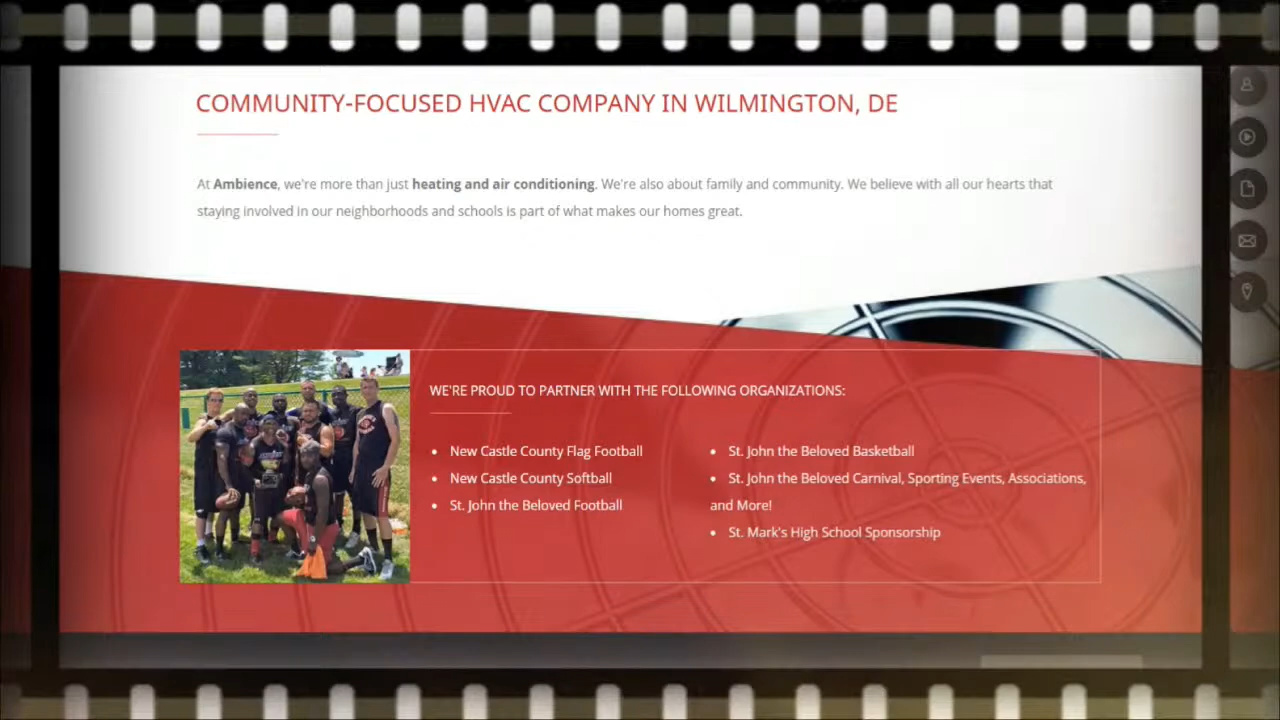 COMMUNITY-FOCUSED HVAC COMPANY IN WILMINGTON, DE
At Ambience, we're more than just heating and air conditioning. We're also about family and community. We believe with all our hearts that
staying involved in our neighborhoods and schools is part of what makes our homes great.
WE'RE PROUD TO PARTNER WITH THE FOLLOWING ORGANIZATIONS:
• New Castle County Flag Football
• New Castle County Softball
• St. John the Beloved Football
• St. John the Beloved Basketball
• St. John the Beloved Carnival, Sporting Events, Associations,
and More!
• St. Mark's High School Sponsorship